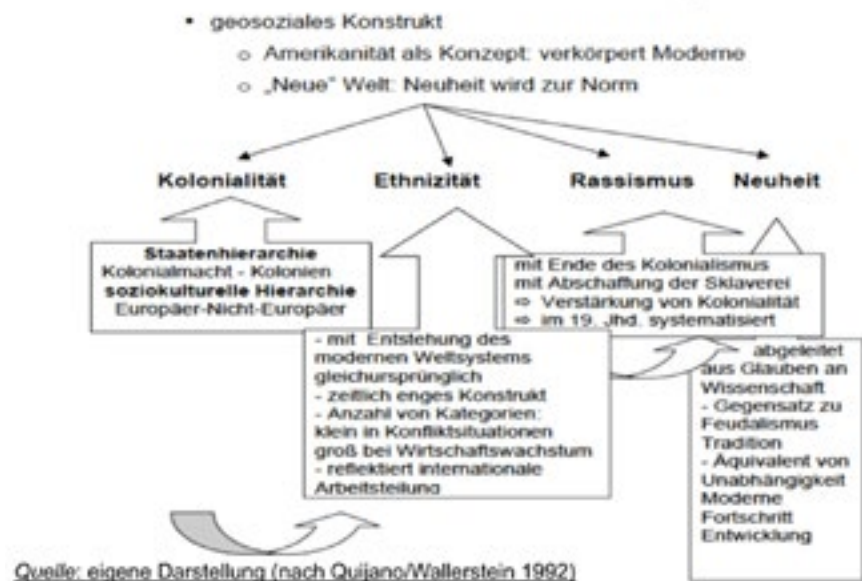 ▪ geosoziales Konstrukt
o Amerikanität als Konzept: verkörpert Moderne
o „Neue" Welt: Neuheit wird zur Norm
Kolonialität
Ethnizität
Rassismus
Neuheit
Staatenhierarchie
Kolonialmacht - Kolonien
soziokulturelle Hierarchie
Europäer-Nicht-Europäer
- mit Entstehung des
modernen Weltsystems
gleichursprünglich
- zeitlich enges Konstrukt
- Anzahl von Kategorien:
klein in Konfliktsituationen
groß bei Wirtschaftswachstum
- reflektiert internationale
Arbeitsteilung
mit Ende des Kolonialismus
mit Abschaffung der Sklaverei
⇨ Verstärkung von Kolonialität
⇨ im 19. Jhd. systematisiert
abgeleitet
aus Glauben an
Wissenschaft
- Gegensatz zu
Feudalismus
Tradition
- Äquivalent von
Unabhängigkeit
Moderne
Fortschritt
Entwicklung
Quelle: eigene Darstellung (nach Quijano/Wallerstein 1992)